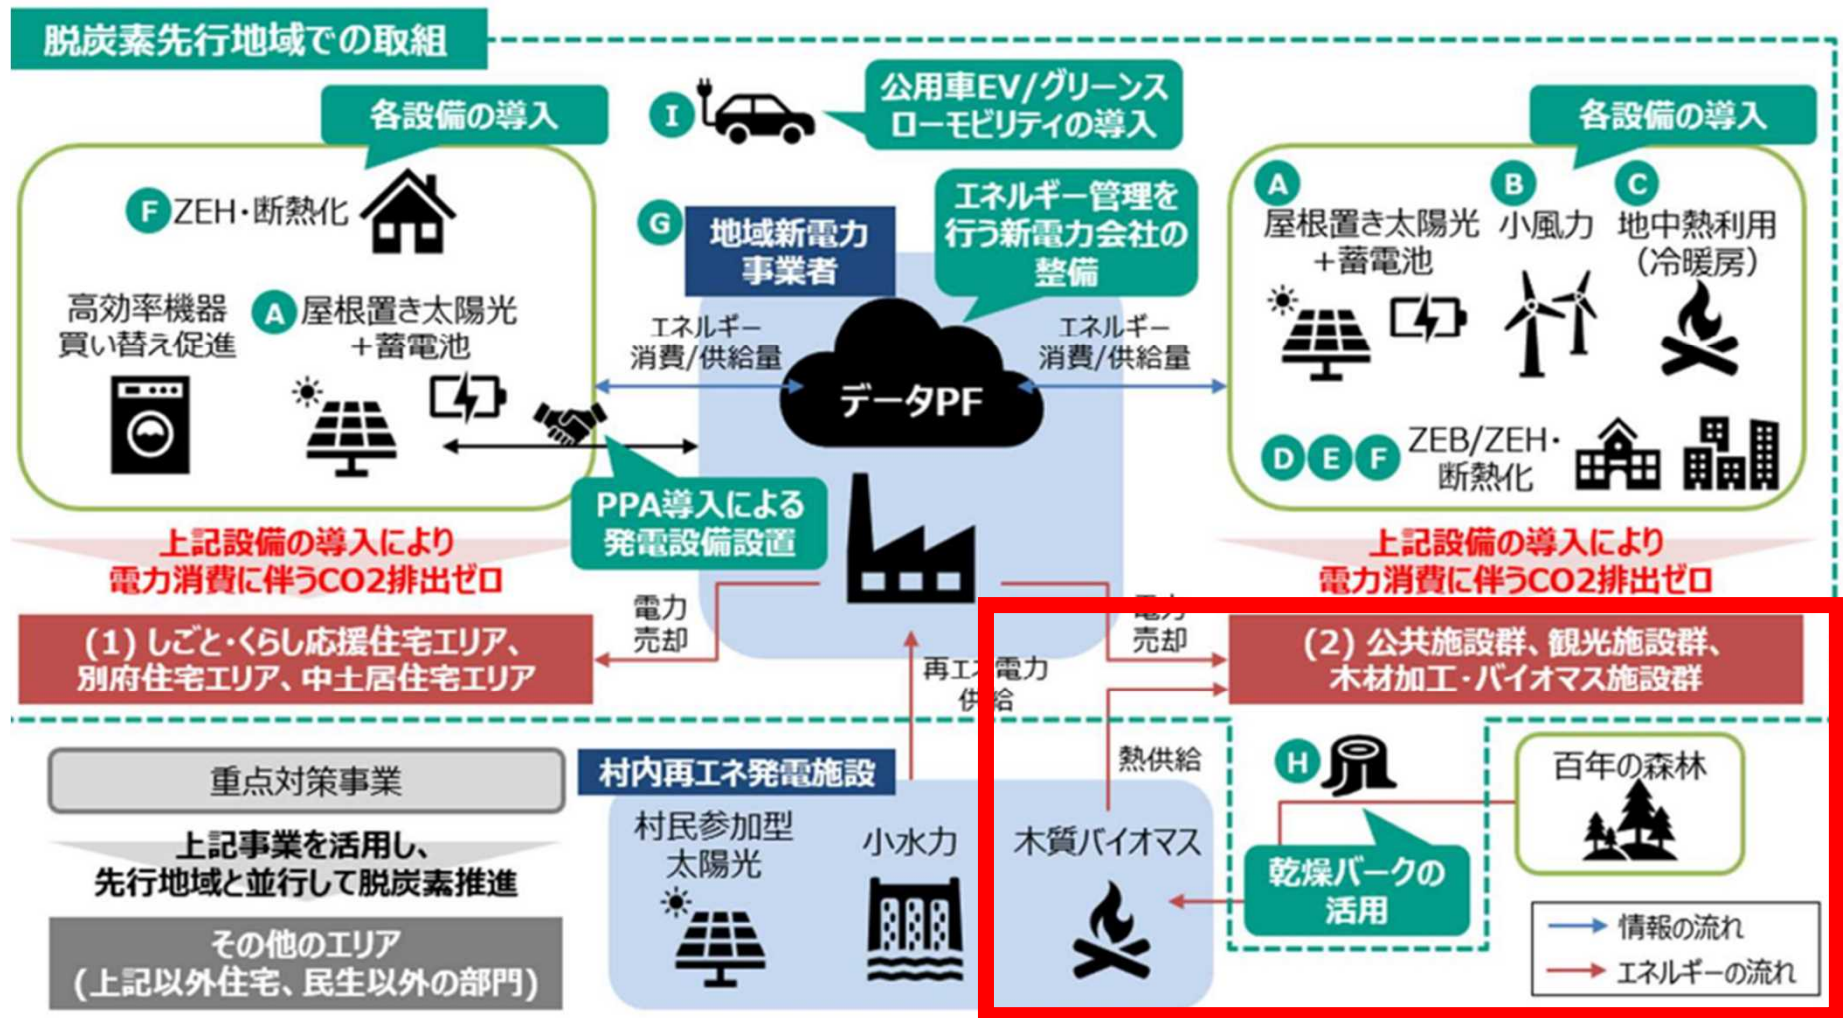 脱炭素先行地域での取組
各設備の導入
I
公用車EV/グリーンス
ローモビリティの導入
各設備の導入
F ZEH・断熱化
高効率機器
買い替え促進
A 屋根置き太陽光
+蓄電池
G
地域新電力
事業者
エネルギー管理を
行う新電力会社の
整備
A
屋根置き太陽光
+蓄電池
B
小風力
C
地中熱利用
(冷暖房)
エネルギー
消費/供給量
データPF
エネルギー
消費/供給量
D E F
ZEB/ZEH・
断熱化
PPA導入による
発電設備設置
上記設備の導入により
電力消費に伴うCO2排出ゼロ
上記設備の導入により
電力消費に伴うCO2排出ゼロ
(1) しごと・くらし応援住宅エリア、
別府住宅エリア、中土居住宅エリア
電力
売却
電力
売却
再エネ電力
供給
(2) 公共施設群、観光施設群、
木材加工・バイオマス施設群
重点対策事業
上記事業を活用し、
先行地域と並行して脱炭素推進
その他のエリア
(上記以外住宅、民生以外の部門)
村内再エネ発電施設
村民参加型
太陽光
小水力
木質バイオマス
熱供給
H
乾燥バークの
活用
百年の森林
情報の流れ
エネルギーの流れ